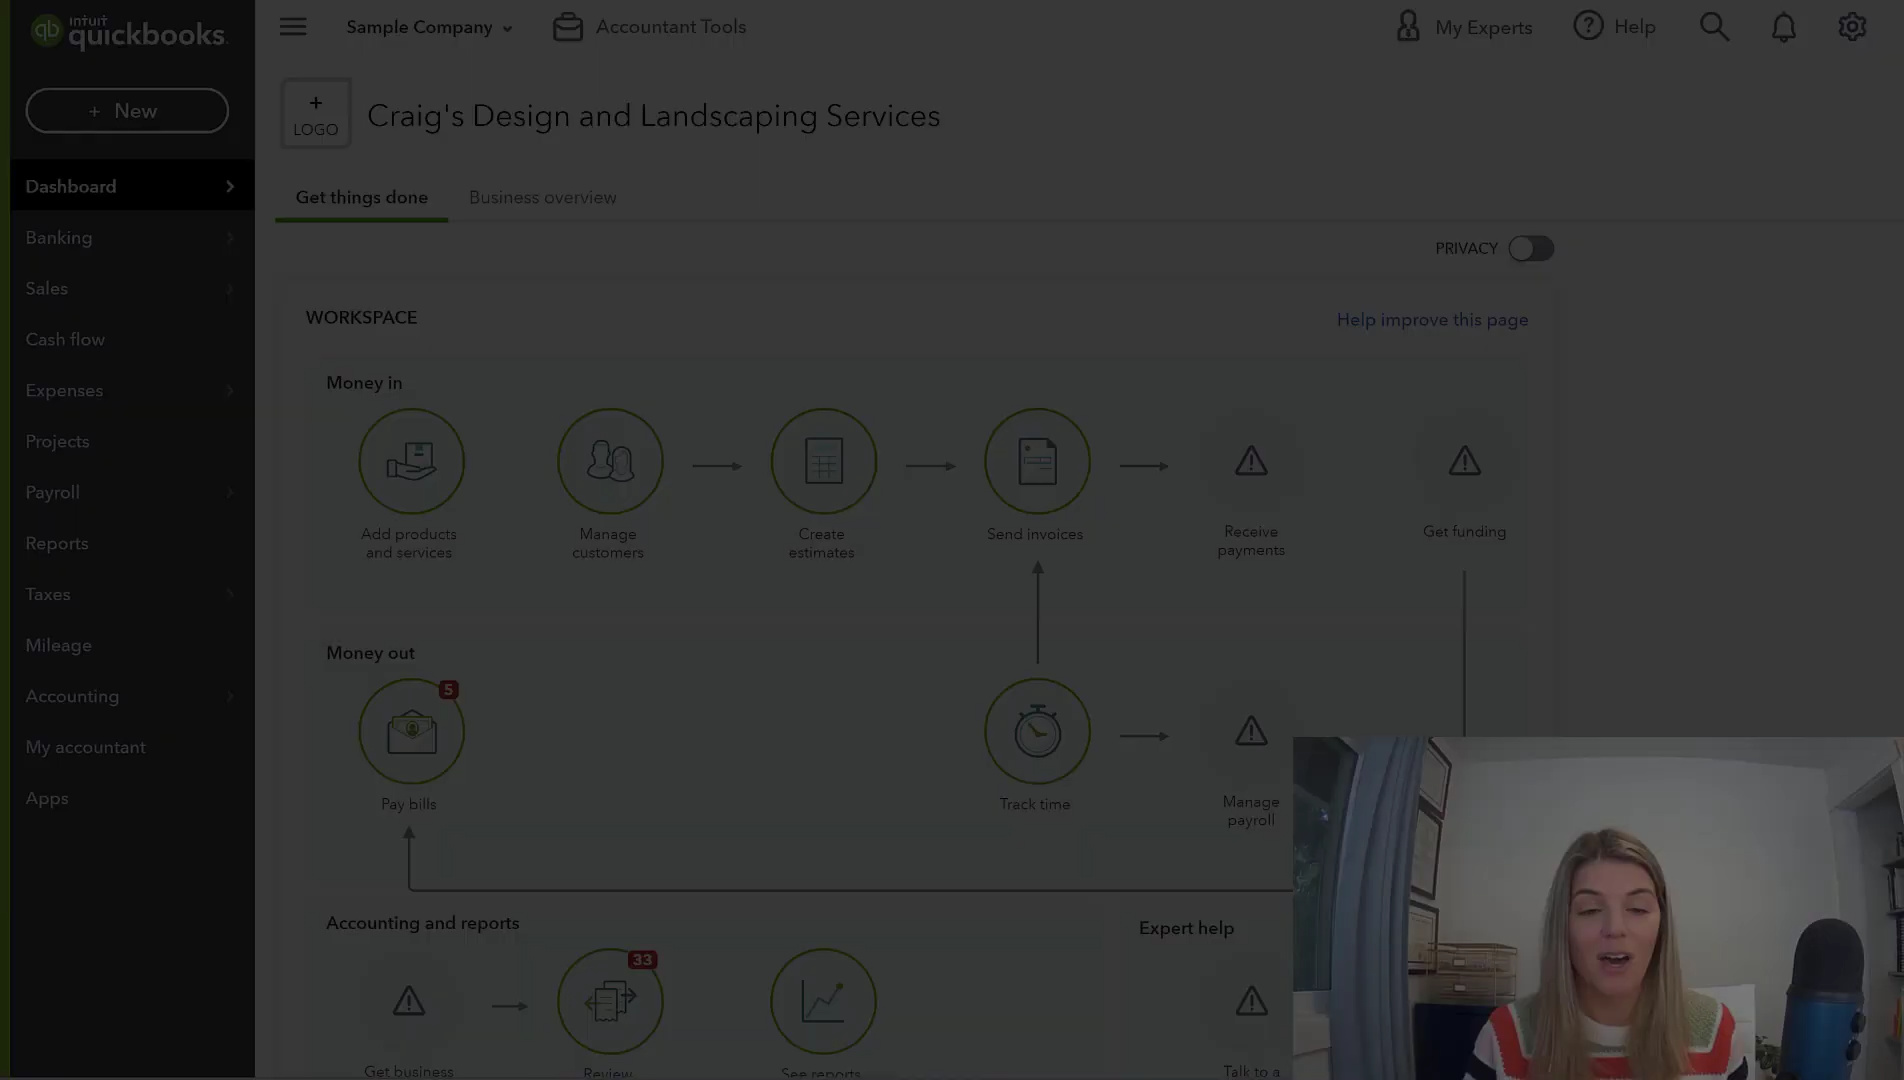 intuit
qb quickbooks.
Sample Company
Accountant Tools
My Experts
Help
+ New
+
LOGO
Craig's Design and Landscaping Services
Dashboard
Banking
Sales
Cash flow
Expenses
Projects
Payroll
Reports
Taxes
Mileage
Accounting
My accountant
Apps
Get things done
Business overview
PRIVACY
WORKSPACE
Help improve this page
Money in
Add products
and services
Manage
customers
Create
estimates
Send invoices
Receive
payments
Get funding
Money out
5
Pay bills
Track time
Manage
payroll
Accounting and reports
Expert help
33
Get business
Review
See reports
Talk to a